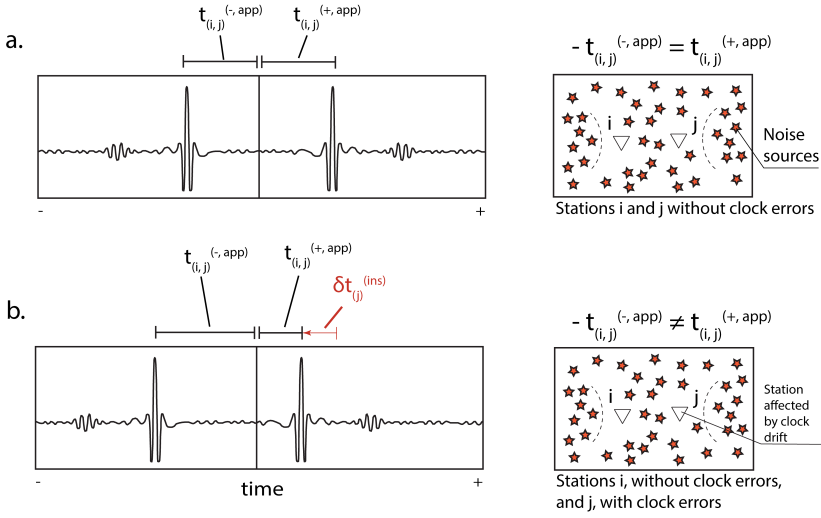 a.
t(i, j)(-, app)
t(i, j)(+, app)
- t(i, j)(-, app) = t(i, j)(+, app)
i
j
Noise
sources
-
+
Stations i and j without clock errors
b.
t(i, j)(-, app)
t(i, j)(+, app)
δt(j)(ins)
- t(i, j)(-, app) ≠ t(i, j)(+, app)
i
j
Station
affected
by clock
drift
-
time
+
Stations i, without clock errors,
and j, with clock errors